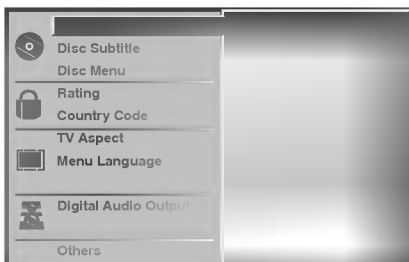 Disc Subtitle
Disc Menu
Rating
Country Code
TV Aspect
Menu Language
Digital Audio Output
Others